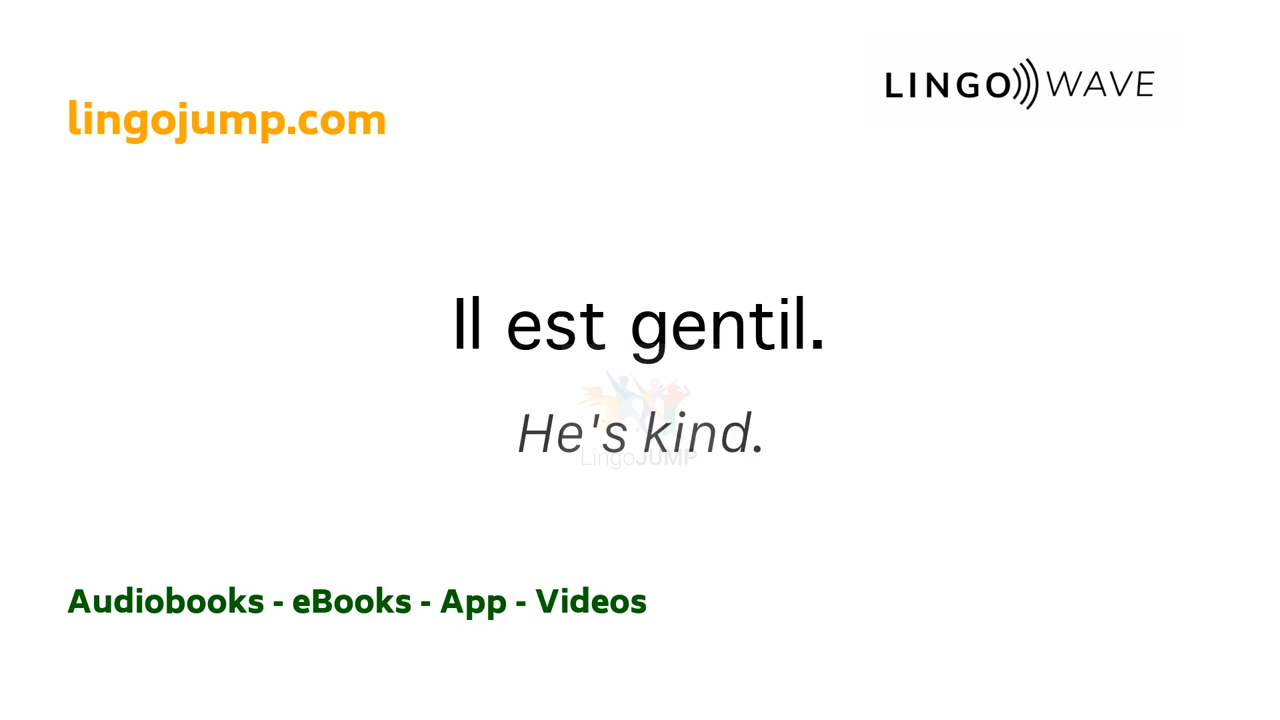 LINGO WAVE
lingojump.com
Il est gentil.
He's kind.
LingoJUMP
Audiobooks - eBooks - App - Videos